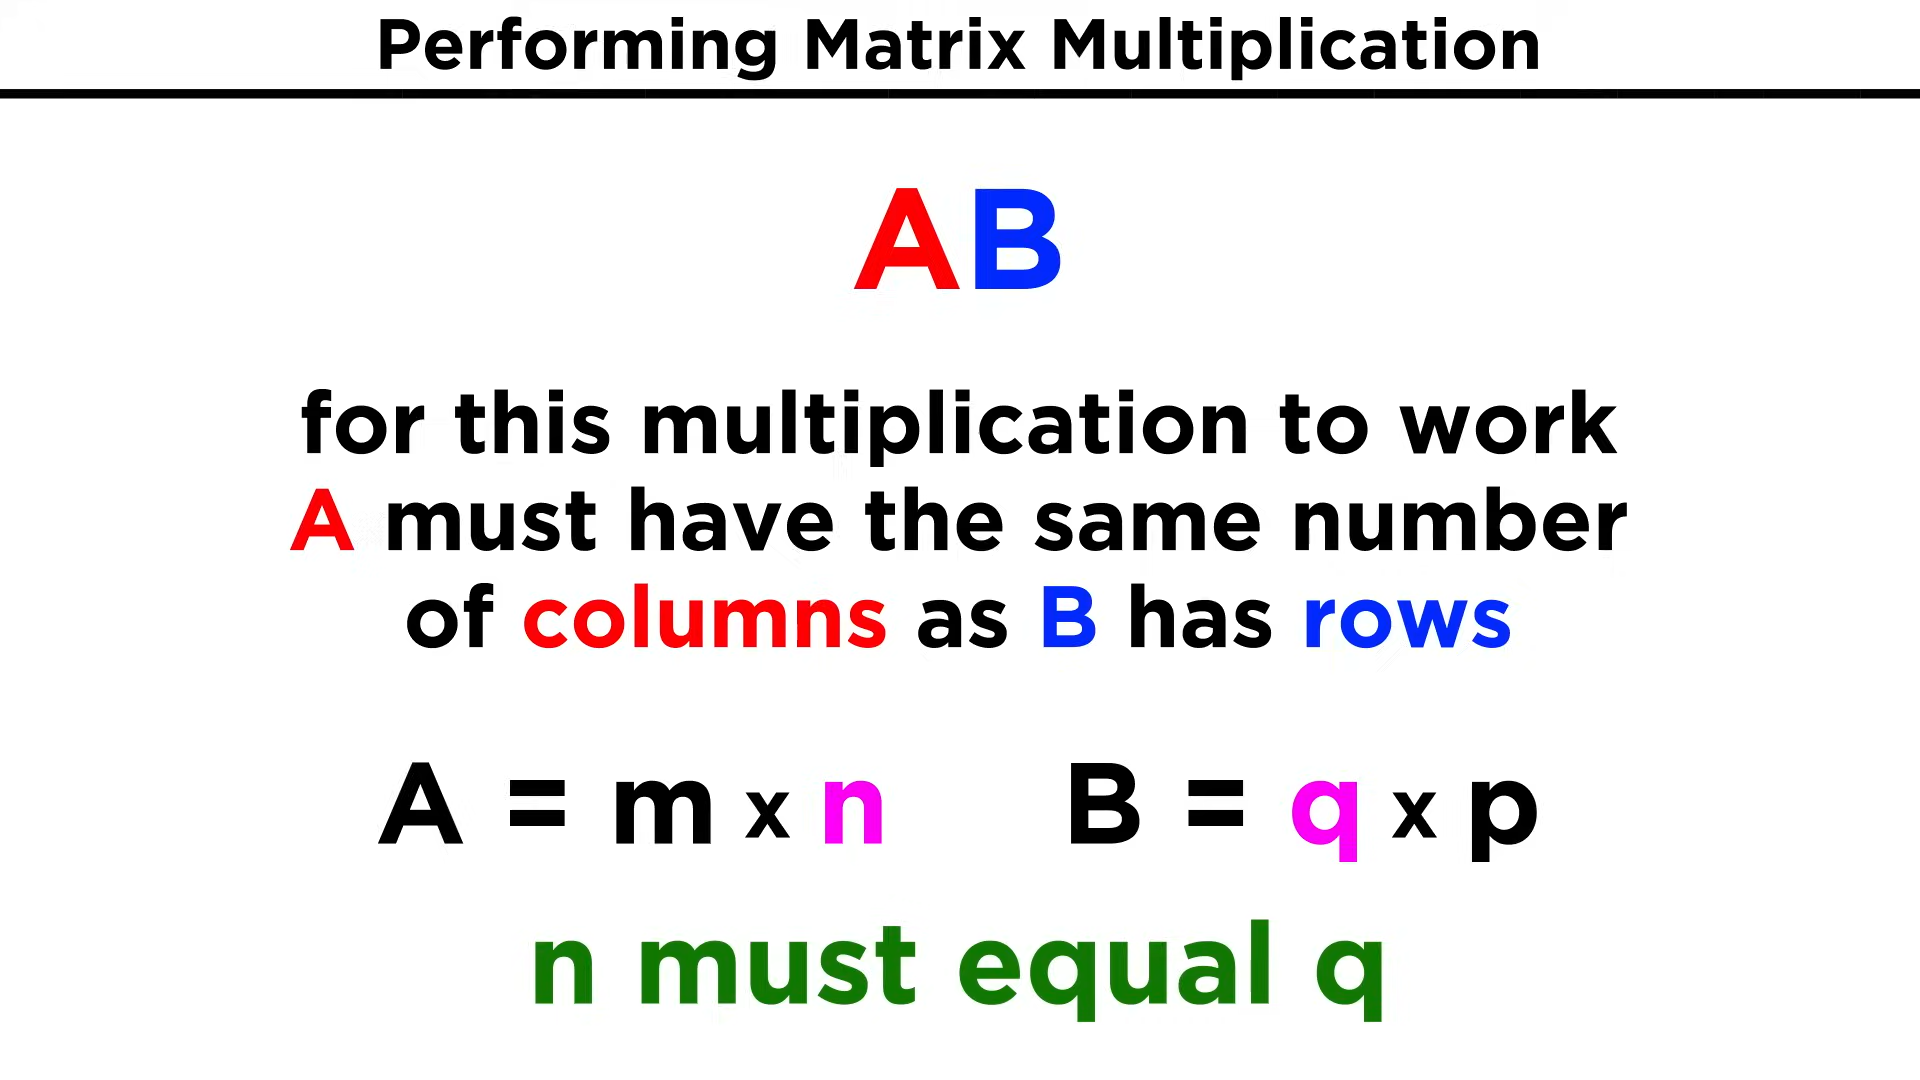 Performing Matrix Multiplication
AB
for this multiplication to work
A must have the same number
of columns as B has rows
A = m x n B = q x p
n must equal q